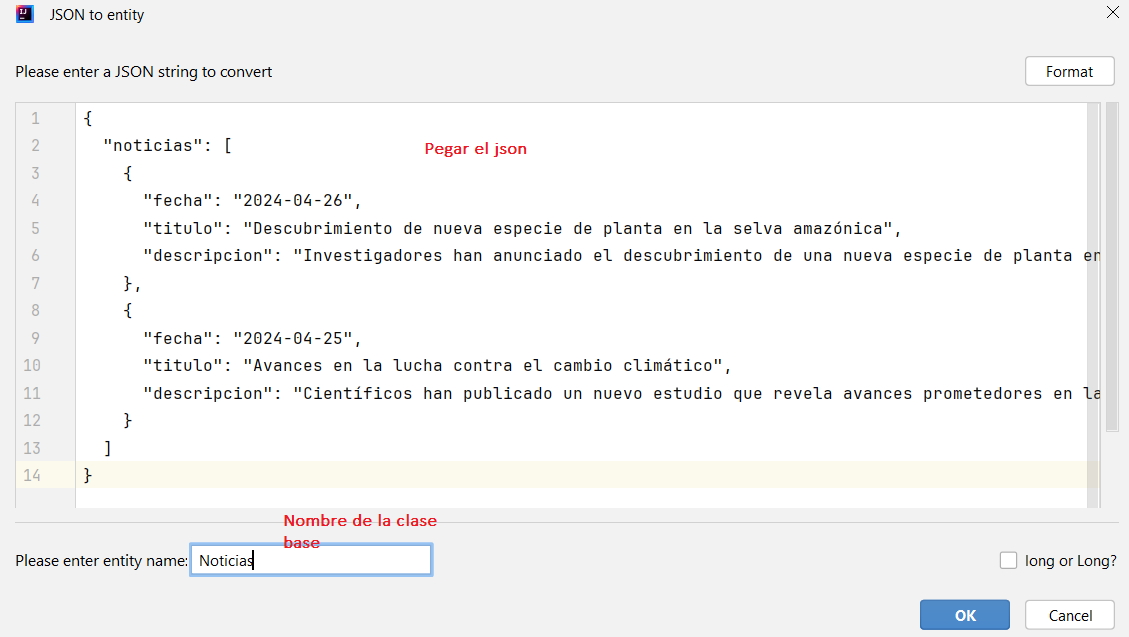 JSON to entity
Please enter a JSON string to convert
Format
1 {
2 "noticias": [
Pegar el json
3 {
4 "fecha": "2024-04-26",
5 "titulo": "Descubrimiento de nueva especie de planta en la selva amazónica",
6 "descripcion": "Investigadores han anunciado el descubrimiento de una nueva especie de planta en
7 },
8 {
9 "fecha": "2024-04-25",
10 "titulo": "Avances en la lucha contra el cambio climático",
11 "descripcion": "Científicos han publicado un nuevo estudio que revela avances prometedores en la
12 }
13 ]
14 }
Nombre de la clase
base
Please enter entity name: Noticias
long or Long?
OK
Cancel